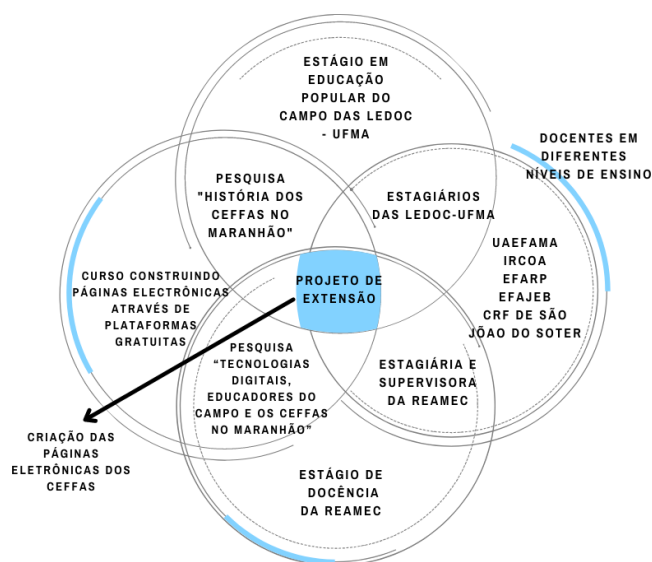 ESTÁGIO EM
EDUCAÇÃO
POPULAR DO
CAMPO DAS LEDOC
- UFMA
DOCENTES EM
DIFERENTES
NÍVEIS DE ENSINO
PESQUISA
"HISTÓRIA DOS
CEFFAS NO
MARANHÃO"
ESTAGIÁRIOS
DAS LEDOC-UFMA
UAEFAMA
IRCOA
EFARP
EFAJEB
CRF DE SÃO
JÕAO DO SOTER
CURSO CONSTRUINDO
PÁGINAS ELECTRÔNICAS
ATRAVÉS DE
PLATAFORMAS
GRATUITAS
PROJETO DE
EXTENSÃO
PESQUISA
“TECNOLOGIAS
DIGITAIS,
EDUCADORES DO
CAMPO E OS CEFFAS
NO MARANHÃO”
ESTAGIÁRIA E
SUPERVISORA
DA REAMEC
CRIAÇÃO DAS
PÁGINAS
ELETRÔNICAS DOS
CEFFAS
ESTÁGIO DE
DOCÊNCIA
DA REAMEC